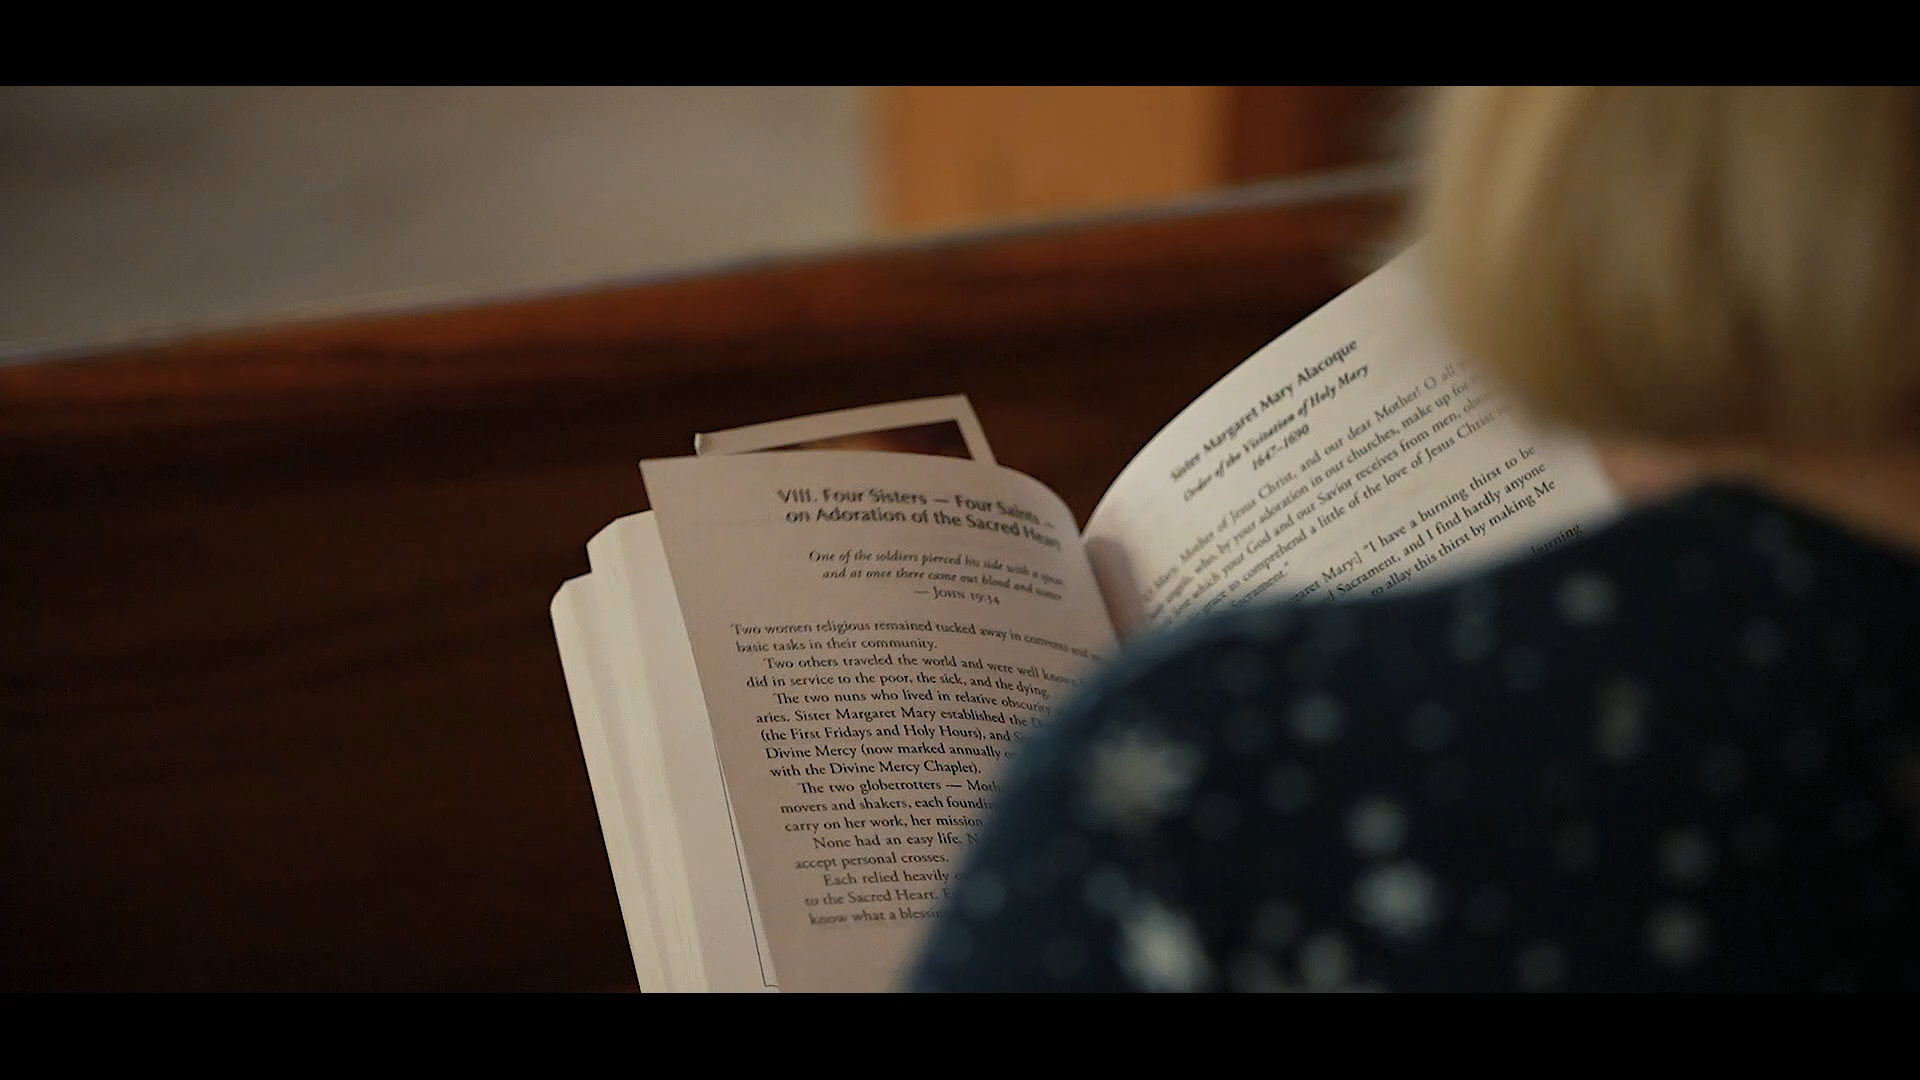 VIII. Four Sisters — Four Saints —
on Adoration of the Sacred Heart
One of the soldiers pierced his side with a spear,
and at once there came out blood and water
— JOHN 19:34
Two women religious remained tucked away in convents and
basic tasks in their community.
Two others traveled the world and were well known
did in service to the poor, the sick, and the dying.
The two nuns who lived in relative obscurity
aries. Sister Margaret Mary established the
(the First Fridays and Holy Hours), and
Divine Mercy (now marked annually
with the Divine Mercy Chaplet).
The two globetrotters — Moth
movers and shakers, each foundin
carry on her work, her mission
None had an easy life. N
accept personal crosses.
Each relied heavily
to the Sacred Heart. E
know what a blessin
Sister Margaret Mary Alacoque
Order of the Visitation of Holy Mary
1647–1690
Mother of Jesus Christ, and our dear Mother! O all
angels, who, by your adoration in our churches, make up for
love which your God and our Savior receives from men,
grace to comprehend a little of the love of Jesus Christ
Sacrament."
garet Mary:] "I have a burning thirst to be
d Sacrament, and I find hardly anyone
to allay this thirst by making Me
burning